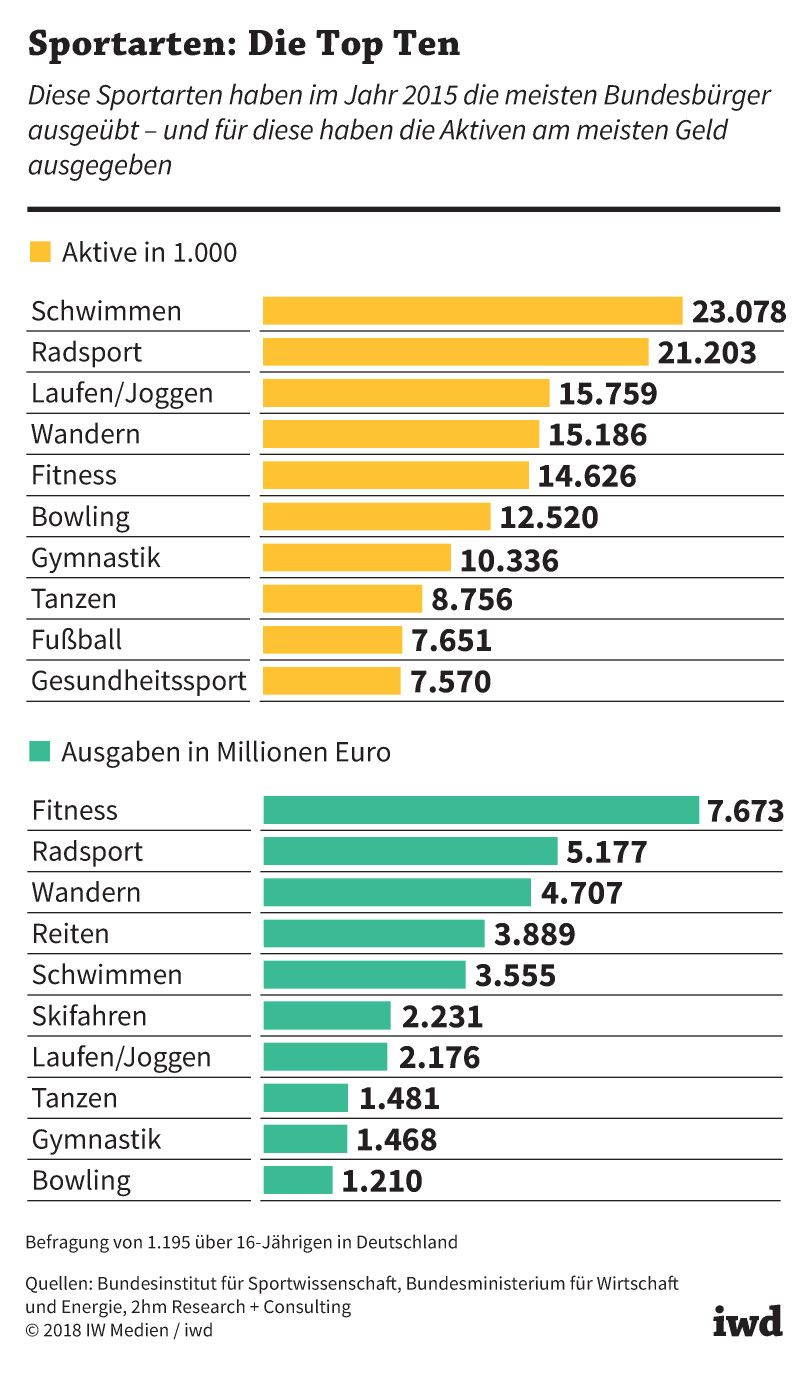 Sportarten: Die Top Ten
Diese Sportarten haben im Jahr 2015 die meisten Bundesbürger
ausgeübt – und für diese haben die Aktiven am meisten Geld
ausgegeben
Aktive in 1.000
Schwimmen 23.078
Radsport 21.203
Laufen/Joggen 15.759
Wandern 15.186
Fitness 14.626
Bowling 12.520
Gymnastik 10.336
Tanzen 8.756
Fußball 7.651
Gesundheitssport 7.570
Ausgaben in Millionen Euro
Fitness 7.673
Radsport 5.177
Wandern 4.707
Reiten 3.889
Schwimmen 3.555
Skifahren 2.231
Laufen/Joggen 2.176
Tanzen 1.481
Gymnastik 1.468
Bowling 1.210
Befragung von 1.195 über 16-Jährigen in Deutschland
Quellen: Bundesinstitut für Sportwissenschaft, Bundesministerium für Wirtschaft
und Energie, 2hm Research + Consulting
© 2018 IW Medien / iwd
iwd